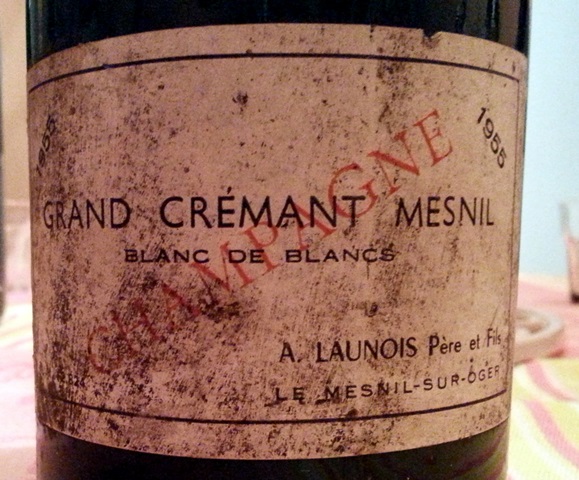 1955
1955
CHAMPAGNE
GRAND CRÉMANT MESNIL
BLANC DE BLANCS
A. LAUNOIS Père et Fils
LE MESNIL-SUR-OGER